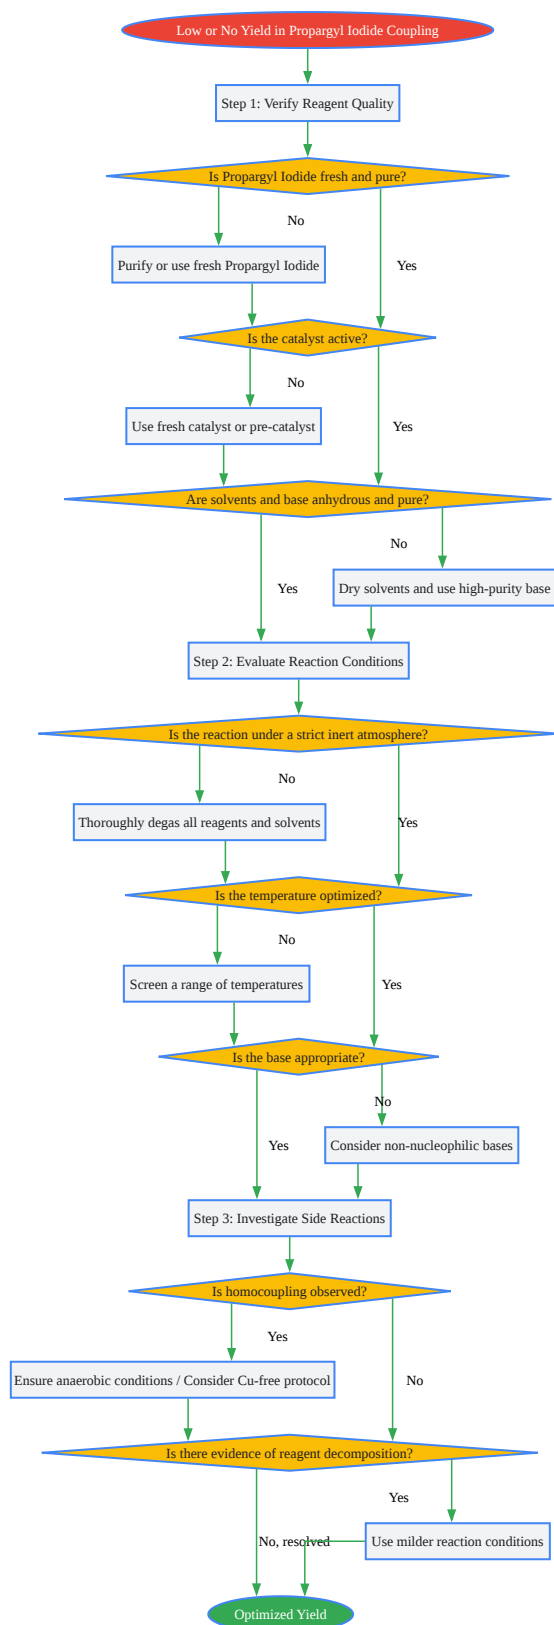 Low or No Yield in Propargyl Iodide Coupling
Step 1: Verify Reagent Quality
Is Propargyl Iodide fresh and pure?
No
Purify or use fresh Propargyl Iodide
Yes
Is the catalyst active?
No
Use fresh catalyst or pre-catalyst
Yes
Are solvents and base anhydrous and pure?
No
Yes
Dry solvents and use high-purity base
Step 2: Evaluate Reaction Conditions
Is the reaction under a strict inert atmosphere?
No
Thoroughly degas all reagents and solvents
Yes
Is the temperature optimized?
No
Screen a range of temperatures
Yes
Is the base appropriate?
No
Yes
Consider non-nucleophilic bases
Step 3: Investigate Side Reactions
Is homocoupling observed?
Yes
Ensure anaerobic conditions / Consider Cu-free protocol
No
Is there evidence of reagent decomposition?
Yes
No, resolved
Use milder reaction conditions
Optimized Yield